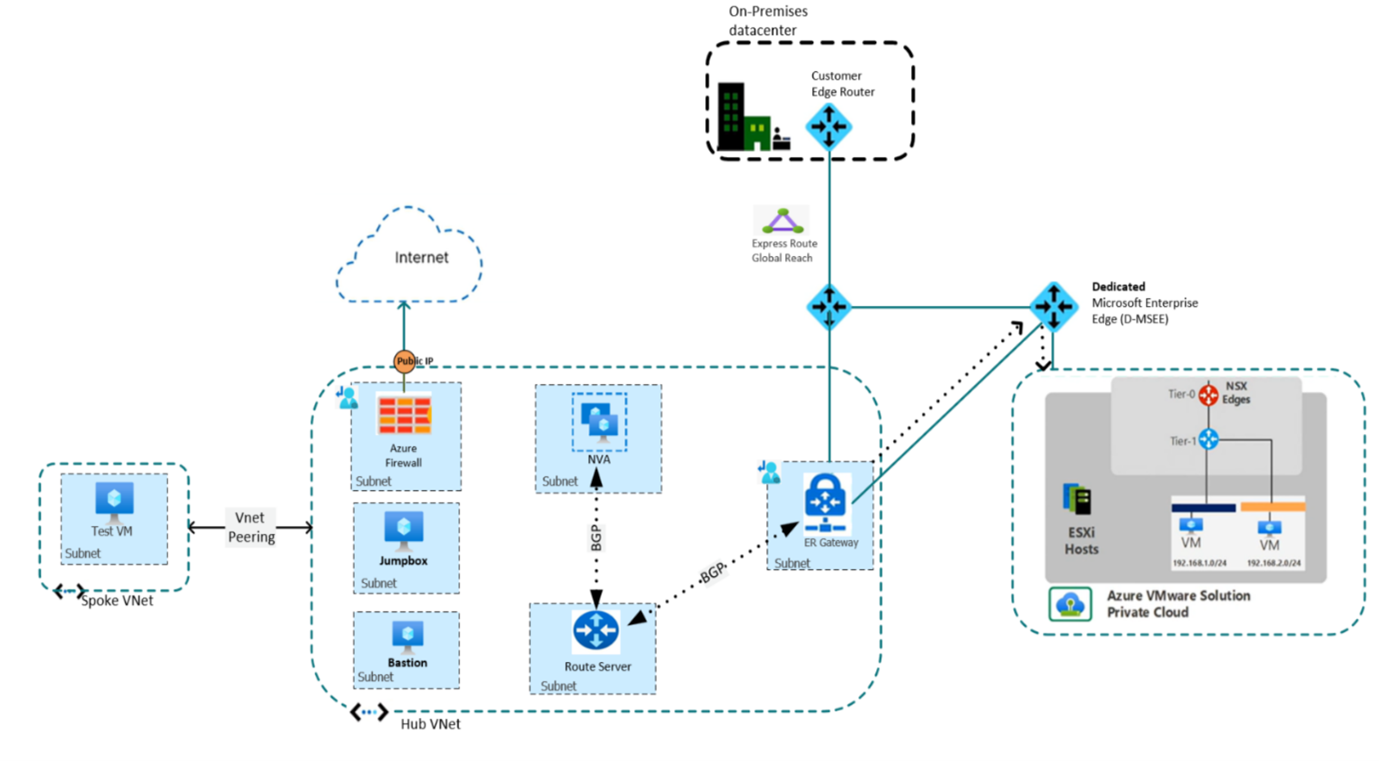 On-Premises
datacenter
Customer
Edge Router
Express Route
Global Reach
Internet
Public IP
Dedicated
Microsoft Enterprise
Edge (D-MSEE)
Azure
Firewall
Subnet
NVA
Subnet
Tier-0
NSX
Edges
Tier-1
Test VM
Subnet
Spoke VNet
Vnet
Peering
Jumpbox
Subnet
BGP
BGP
ER Gateway
Subnet
ESXi
Hosts
VM
VM
192.168.1.0/24
192.168.2.0/24
Azure VMware Solution
Private Cloud
Bastion
Subnet
Route Server
Subnet
Hub VNet